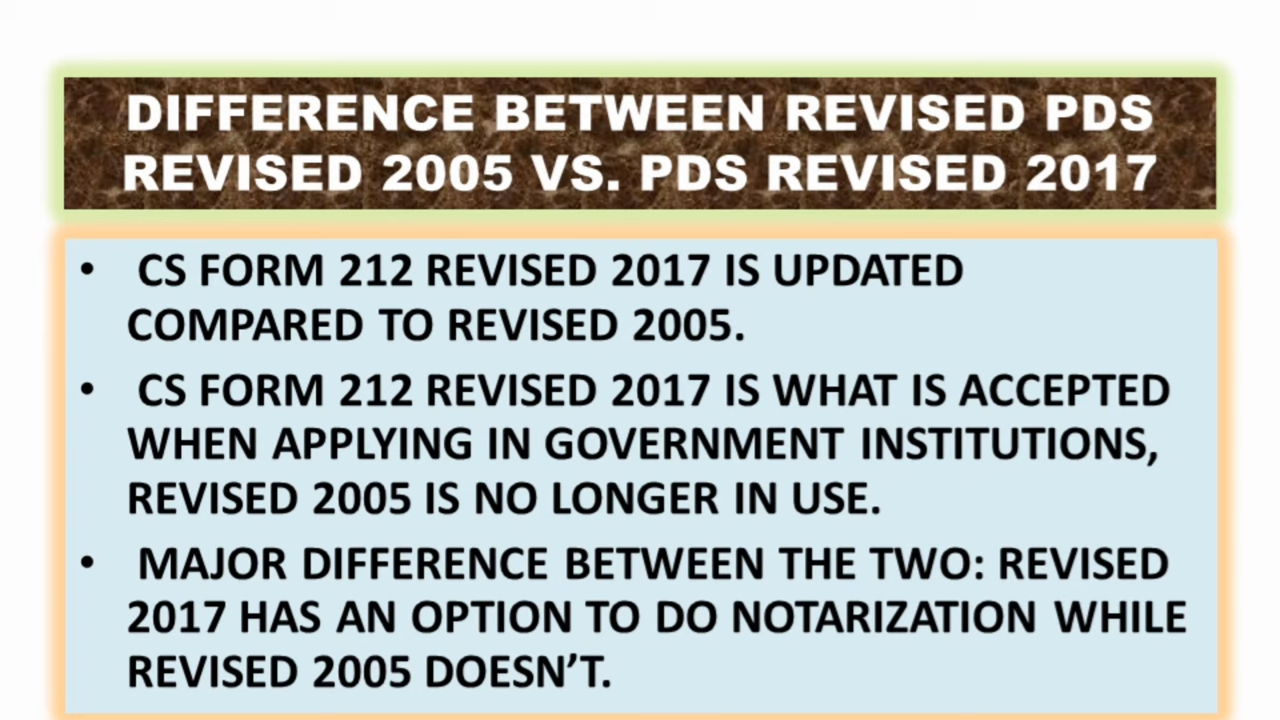 DIFFERENCE BETWEEN REVISED PDS
REVISED 2005 VS. PDS REVISED 2017
• CS FORM 212 REVISED 2017 IS UPDATED
COMPARED TO REVISED 2005.
• CS FORM 212 REVISED 2017 IS WHAT IS ACCEPTED
WHEN APPLYING IN GOVERNMENT INSTITUTIONS,
REVISED 2005 IS NO LONGER IN USE.
• MAJOR DIFFERENCE BETWEEN THE TWO: REVISED
2017 HAS AN OPTION TO DO NOTARIZATION WHILE
REVISED 2005 DOESN’T.